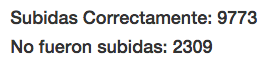 Subidas Correctamente: 9773
No fueron subidas: 2309